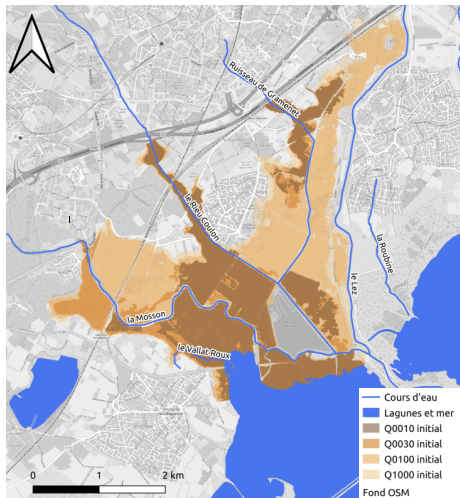 Ruisseau de Gramenet
le Rieu Coulon
la Roubine
le Lez
la Mosson
le Vallat Roux
Cours d'eau
Lagunes et mer
Q0010 initial
Q0030 initial
Q0100 initial
Q1000 initial
Fond OSM
0 1 2 km